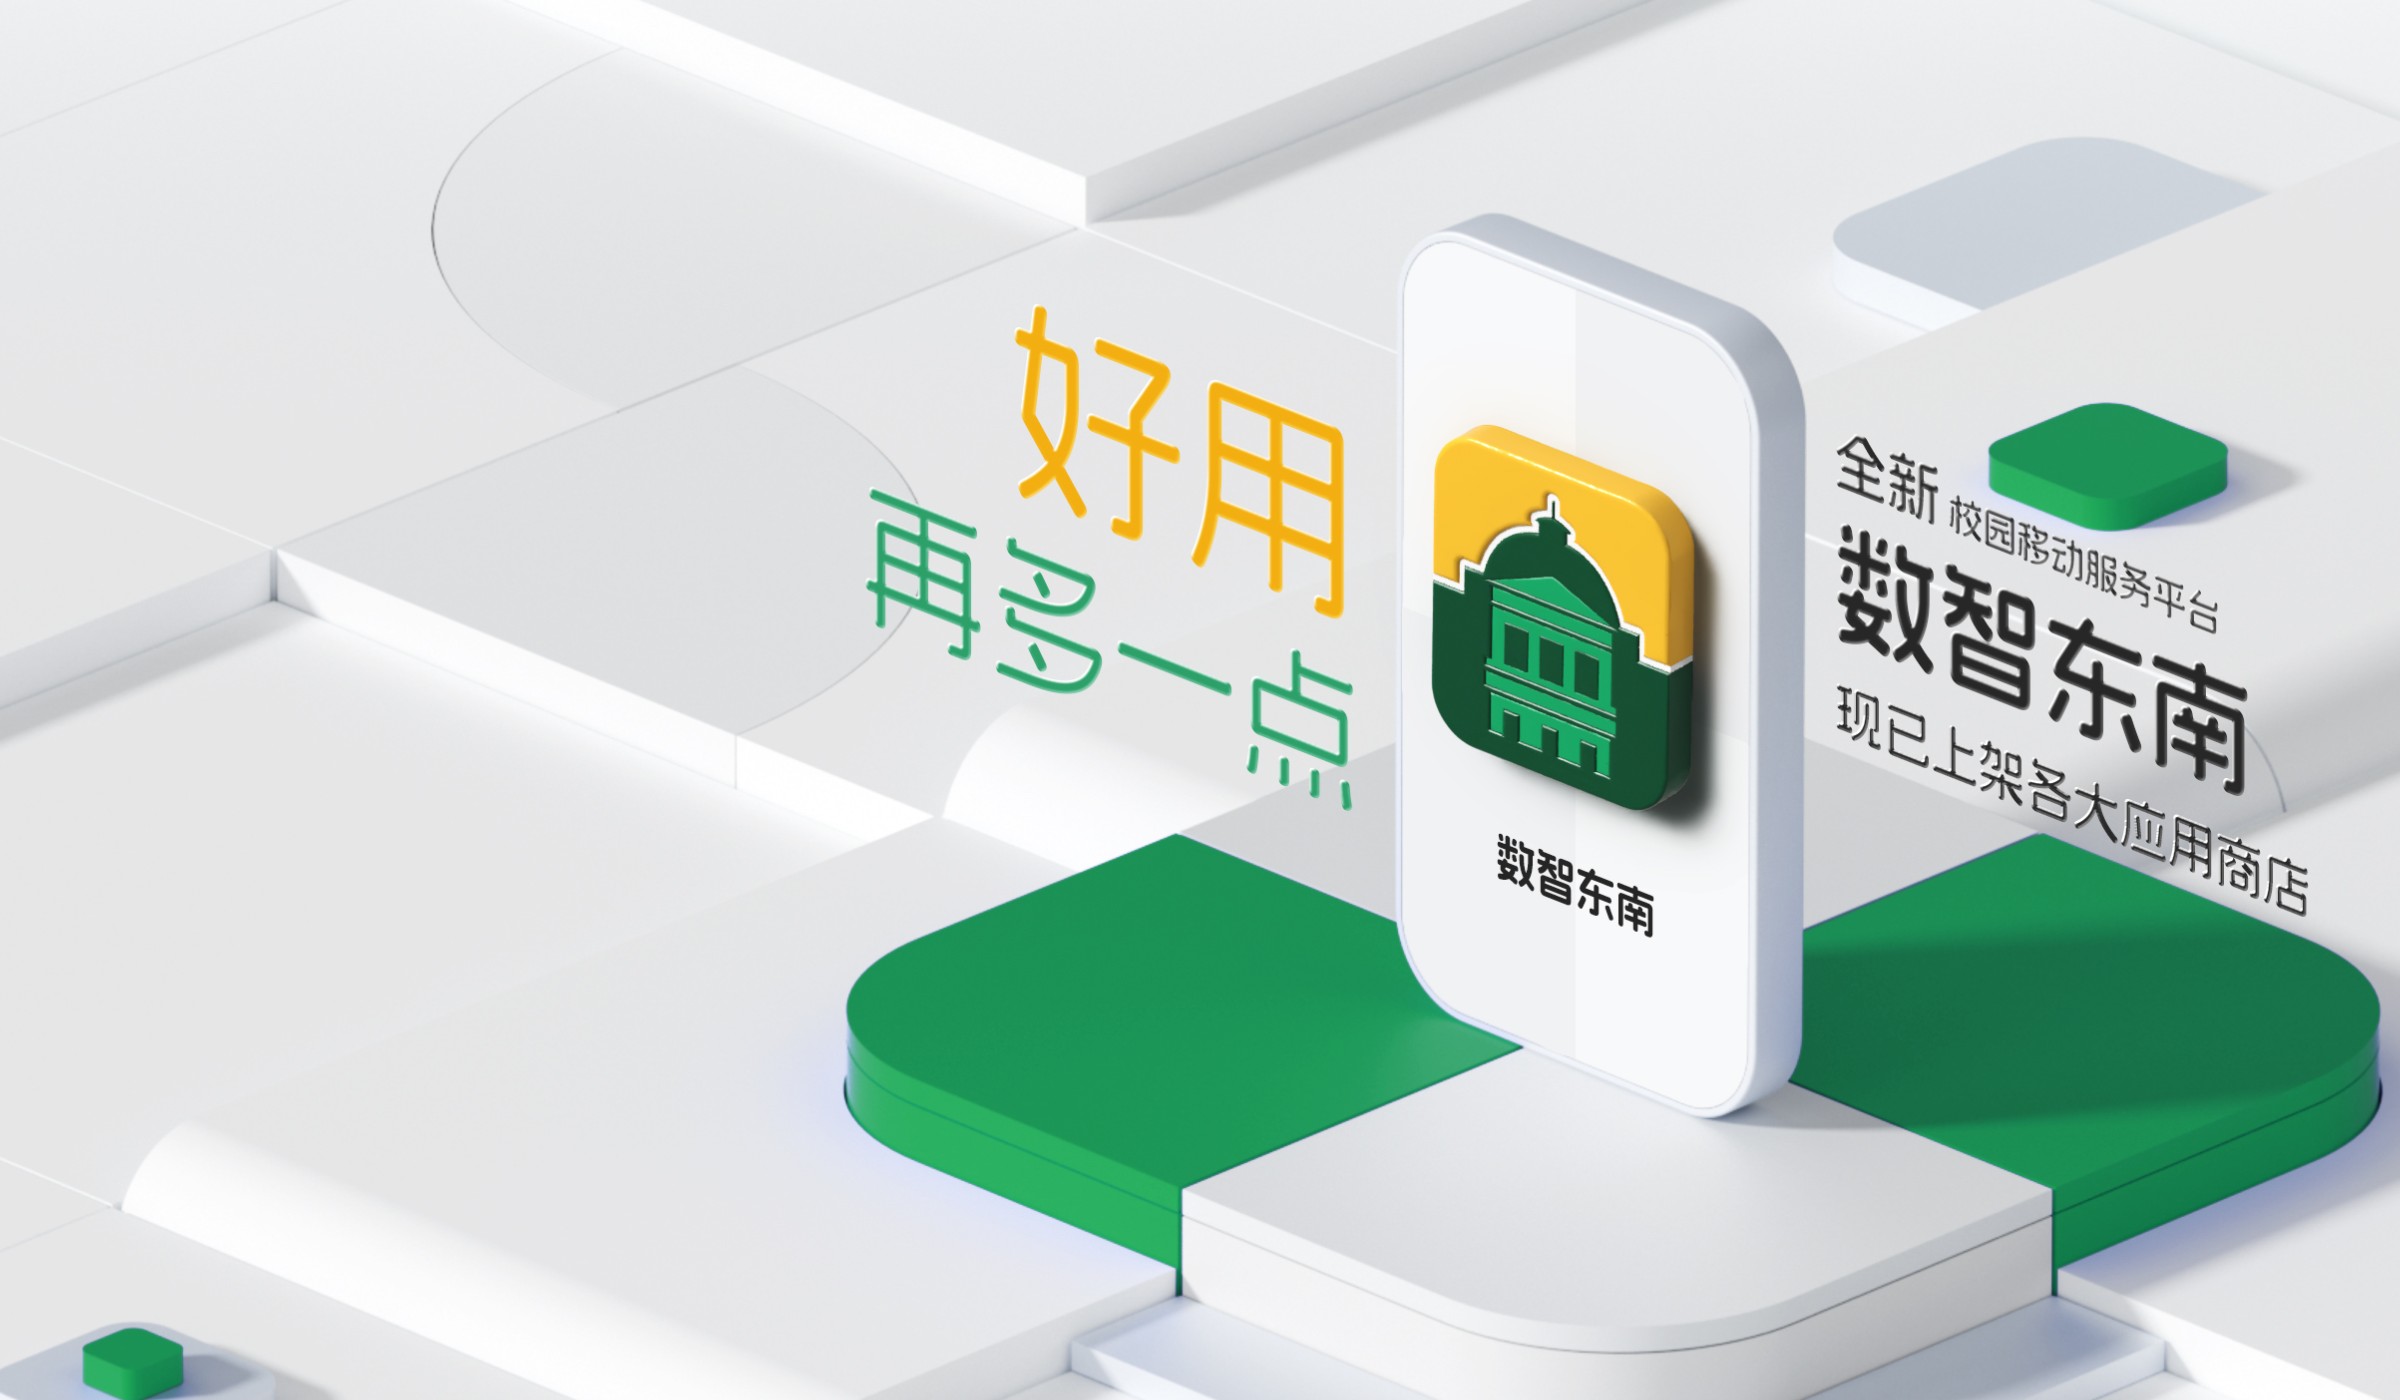 好用
再多一点
数智东南
全新 校园移动服务平台
数智东南
现已上架各大应用商店